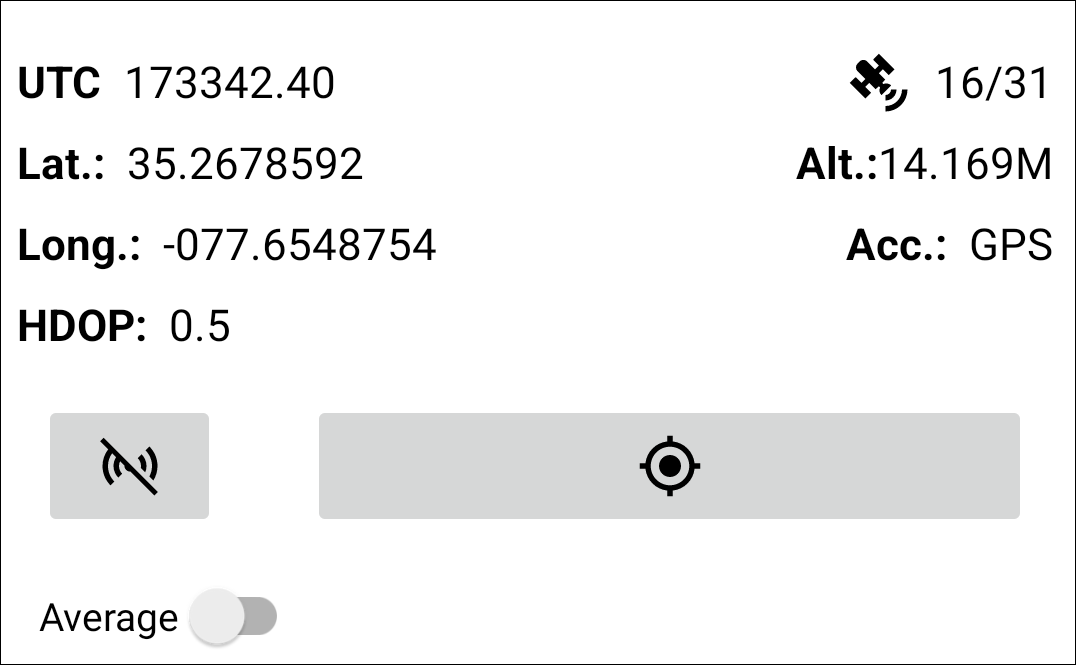 UTC 173342.40 16/31
Lat.: 35.2678592 Alt.:14.169M
Long.: -077.6548754 Acc.: GPS
HDOP: 0.5
Average